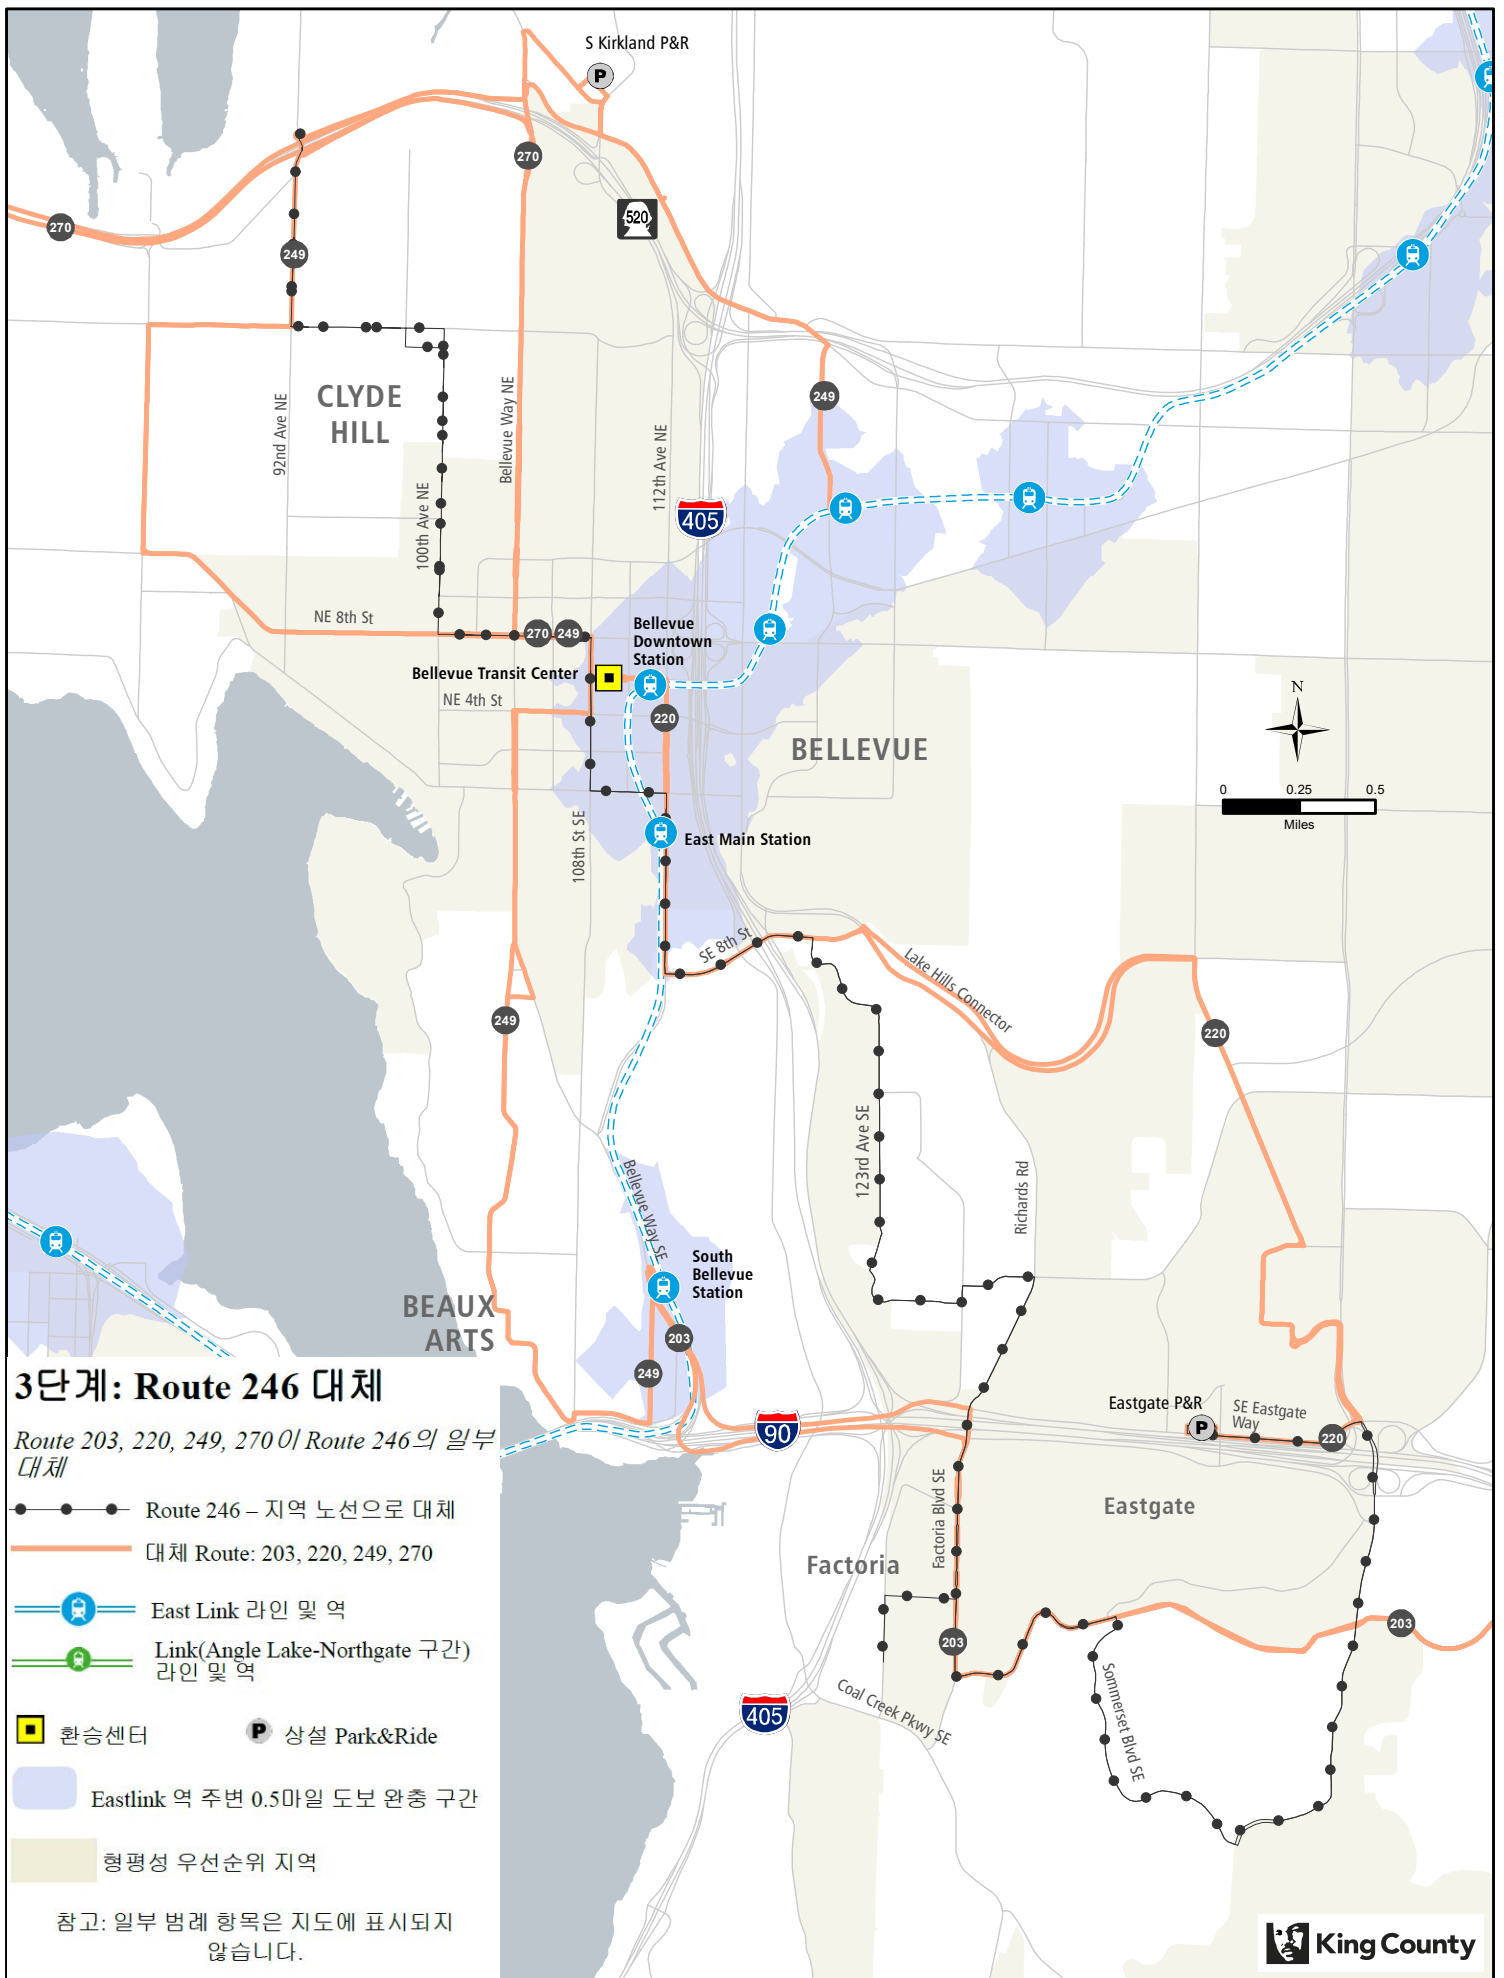 S Kirkland P&R
P
270
520
270
249
CLYDE
HILL
92nd Ave NE
100th Ave NE
Bellevue Way NE
112th Ave NE
249
405
NE 8th St
270
249
Bellevue
Downtown
Station
Bellevue Transit Center
NE 4th St
220
BELLEVUE
N
0 0.25 0.5
Miles
108th St SE
East Main Station
SE 8th St
Lake Hills Connector
249
220
123rd Ave SE
Richards Rd
Bellevue Way SE
South
Bellevue
Station
BEAUX
ARTS
203
249
90
Eastgate P&R
P
SE Eastgate
Way
220
Factoria Blvd SE
Eastgate
Factoria
203
203
Coal Creek Pkwy SE
Sommerset Blvd SE
405
3단계: Route 246 대체
Route 203, 220, 249, 270이 Route 246의 일부
대체
Route 246 – 지역 노선으로 대체
대체 Route: 203, 220, 249, 270
East Link 라인 및 역
Link(Angle Lake-Northgate 구간)
라인 및 역
환승센터
P 상설 Park&Ride
Eastlink 역 주변 0.5마일 도보 완충 구간
형평성 우선순위 지역
참고: 일부 범례 항목은 지도에 표시되지
않습니다.
King County